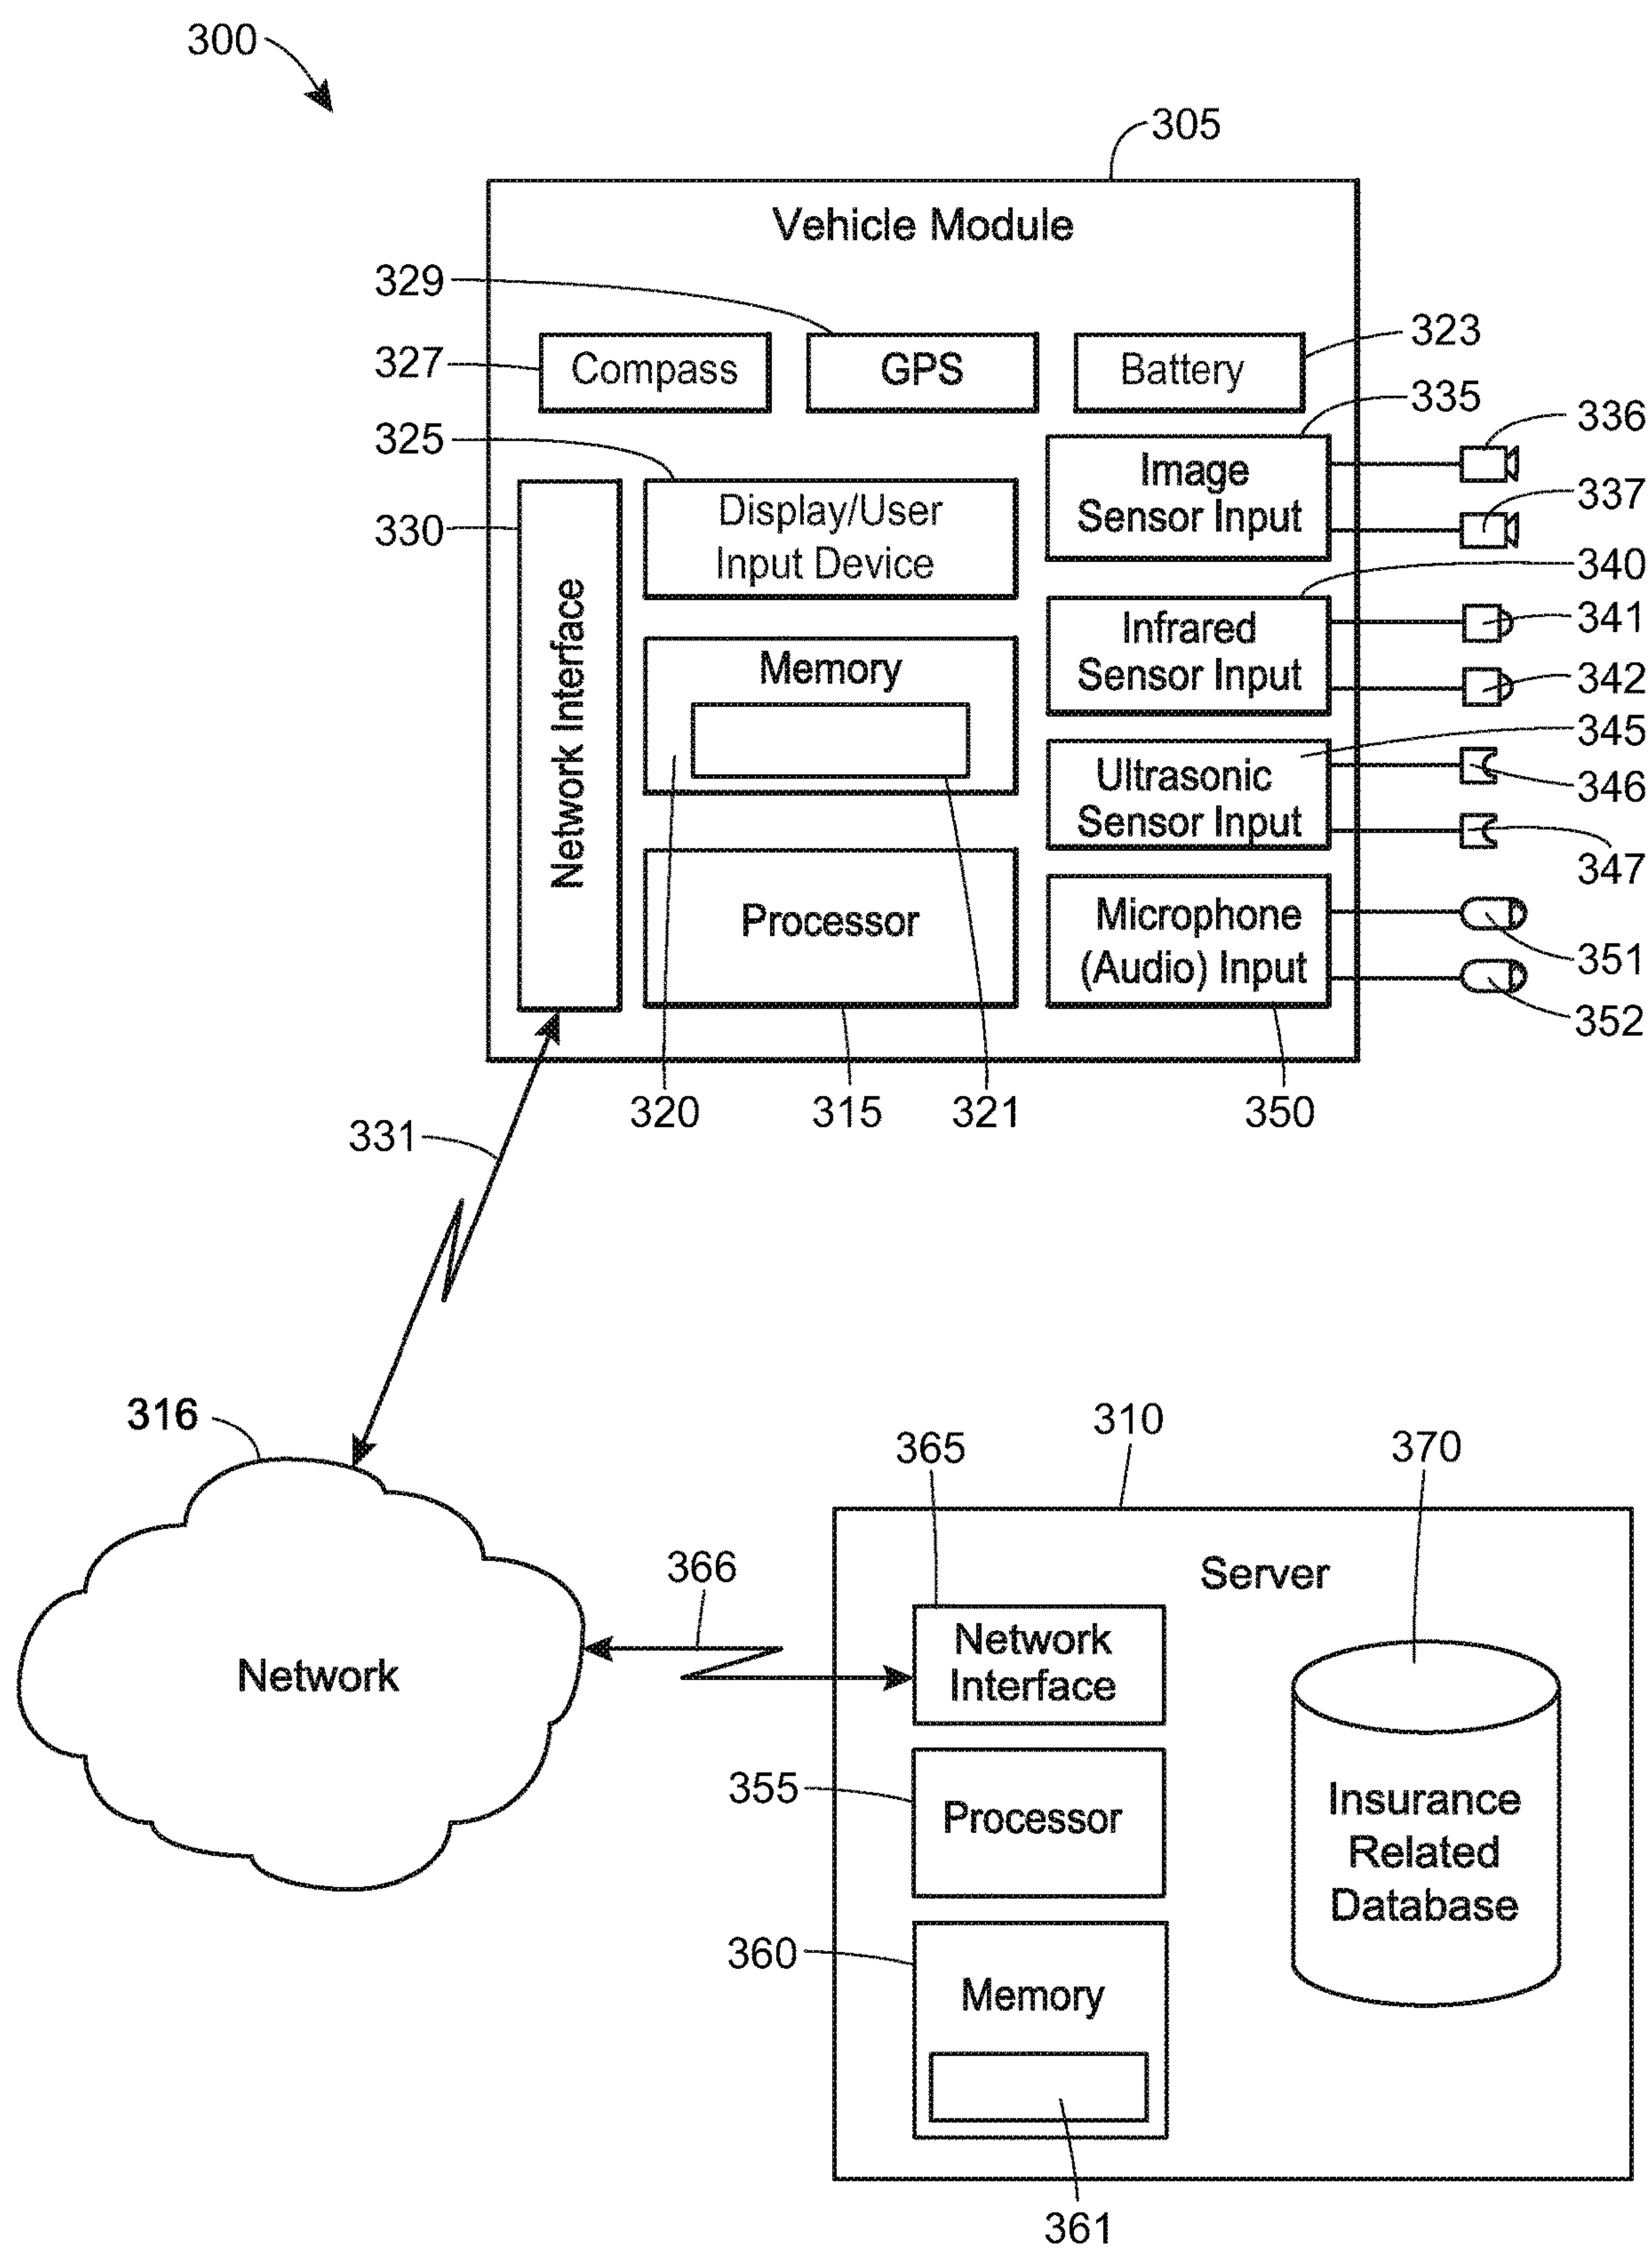 300
305
Vehicle Module
329
327
Compass
GPS
Battery
323
335
336
337
325
330
Display/User
Input Device
Image
Sensor Input
340
341
342
Infrared
Sensor Input
Network Interface
Memory
345
346
347
Ultrasonic
Sensor Input
Processor
Microphone
(Audio) Input
351
352
320
315
321
350
331
316
Network
366
365
310
370
Server
Network
Interface
355
Processor
Insurance
Related
Database
360
Memory
361